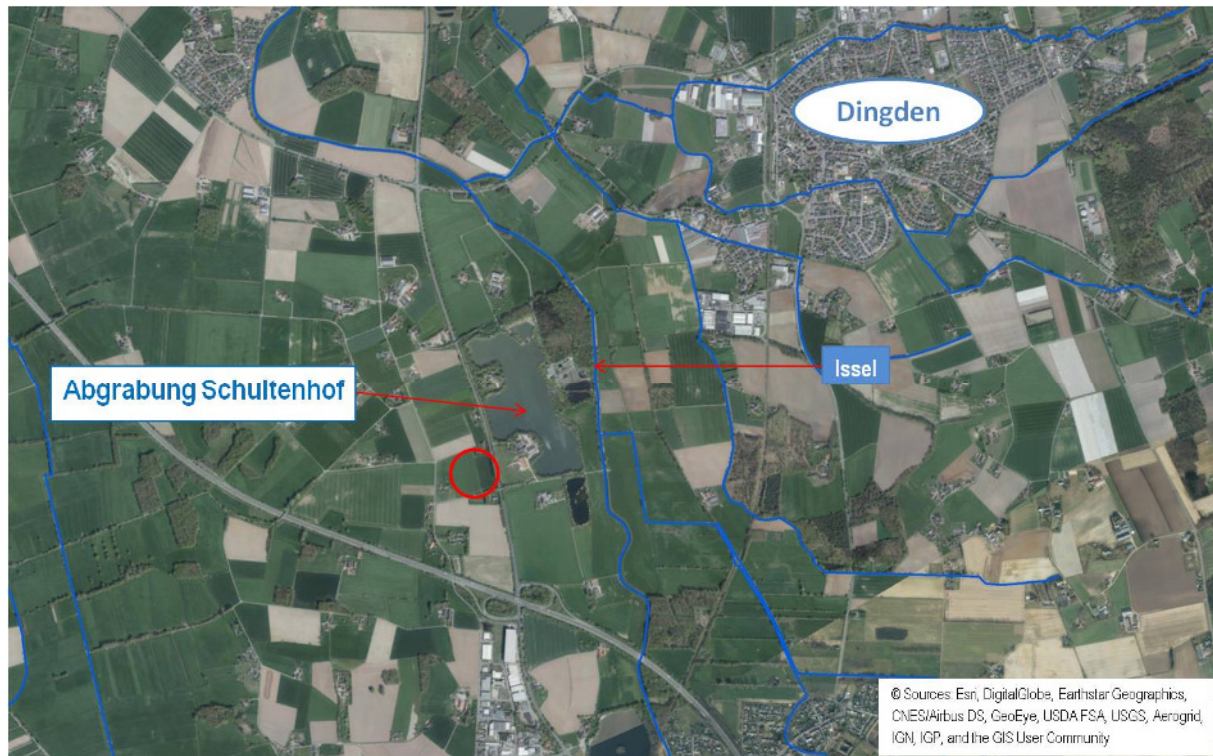 Dingden
Issel
Abgrabung Schultenhof
© Sources: Esri, DigitalGlobe, Earthstar Geographics,
CNES/Airbus DS, GeoEye, USDA FSA, USGS, Aerogrid,
IGN, IGP, and the GIS User Community